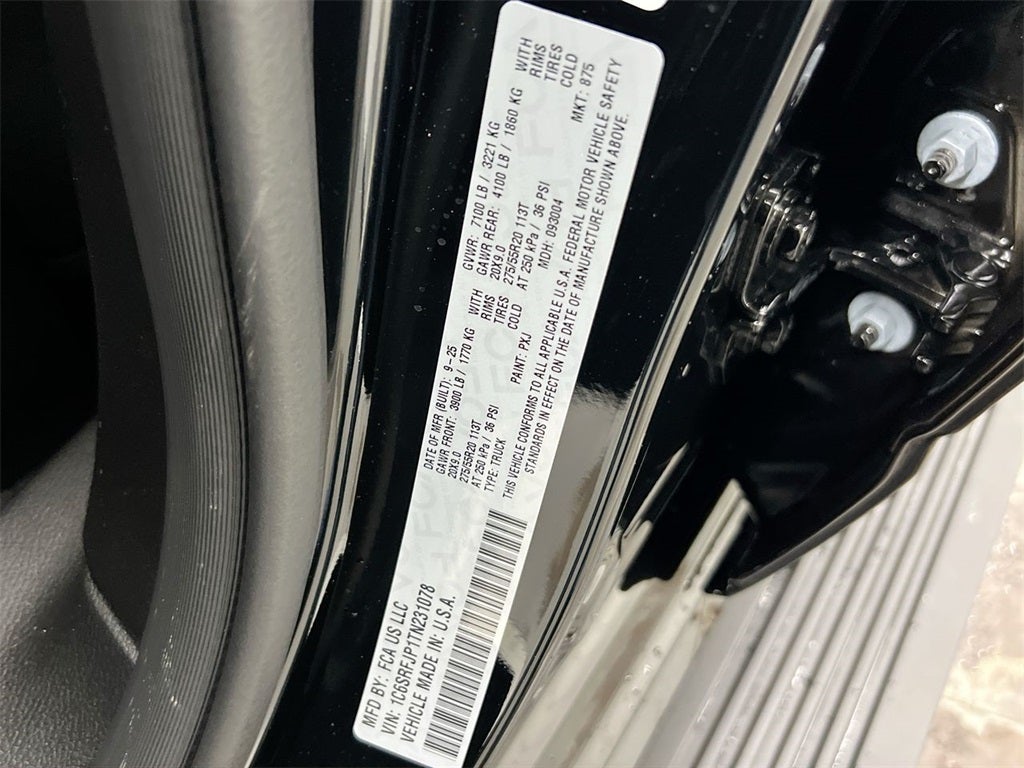 MFD BY: FCA US LLC
DATE OF MFR (BUILT): 9-25
GVWR: 7100 LB / 3221 KG
VIN: 1C6SRFJP1TN231078
GAWR FRONT: 3900 LB / 1770 KG WITH
GAWR REAR: 4100 LB / 1860 KG WITH
VEHICLE MADE IN: U.S.A.
20X9.0 RIMS
20X9.0 RIMS
275/55R20 113T TIRES
275/55R20 113T TIRES
AT 250 kPa / 36 PSI COLD
AT 250 kPa / 36 PSI COLD
TYPE: TRUCK PAINT: PXJ MDH: 093004 MKT: 875
THIS VEHICLE CONFORMS TO ALL APPLICABLE U.S.A. FEDERAL MOTOR VEHICLE SAFETY
STANDARDS IN EFFECT ON THE DATE OF MANUFACTURE SHOWN ABOVE.